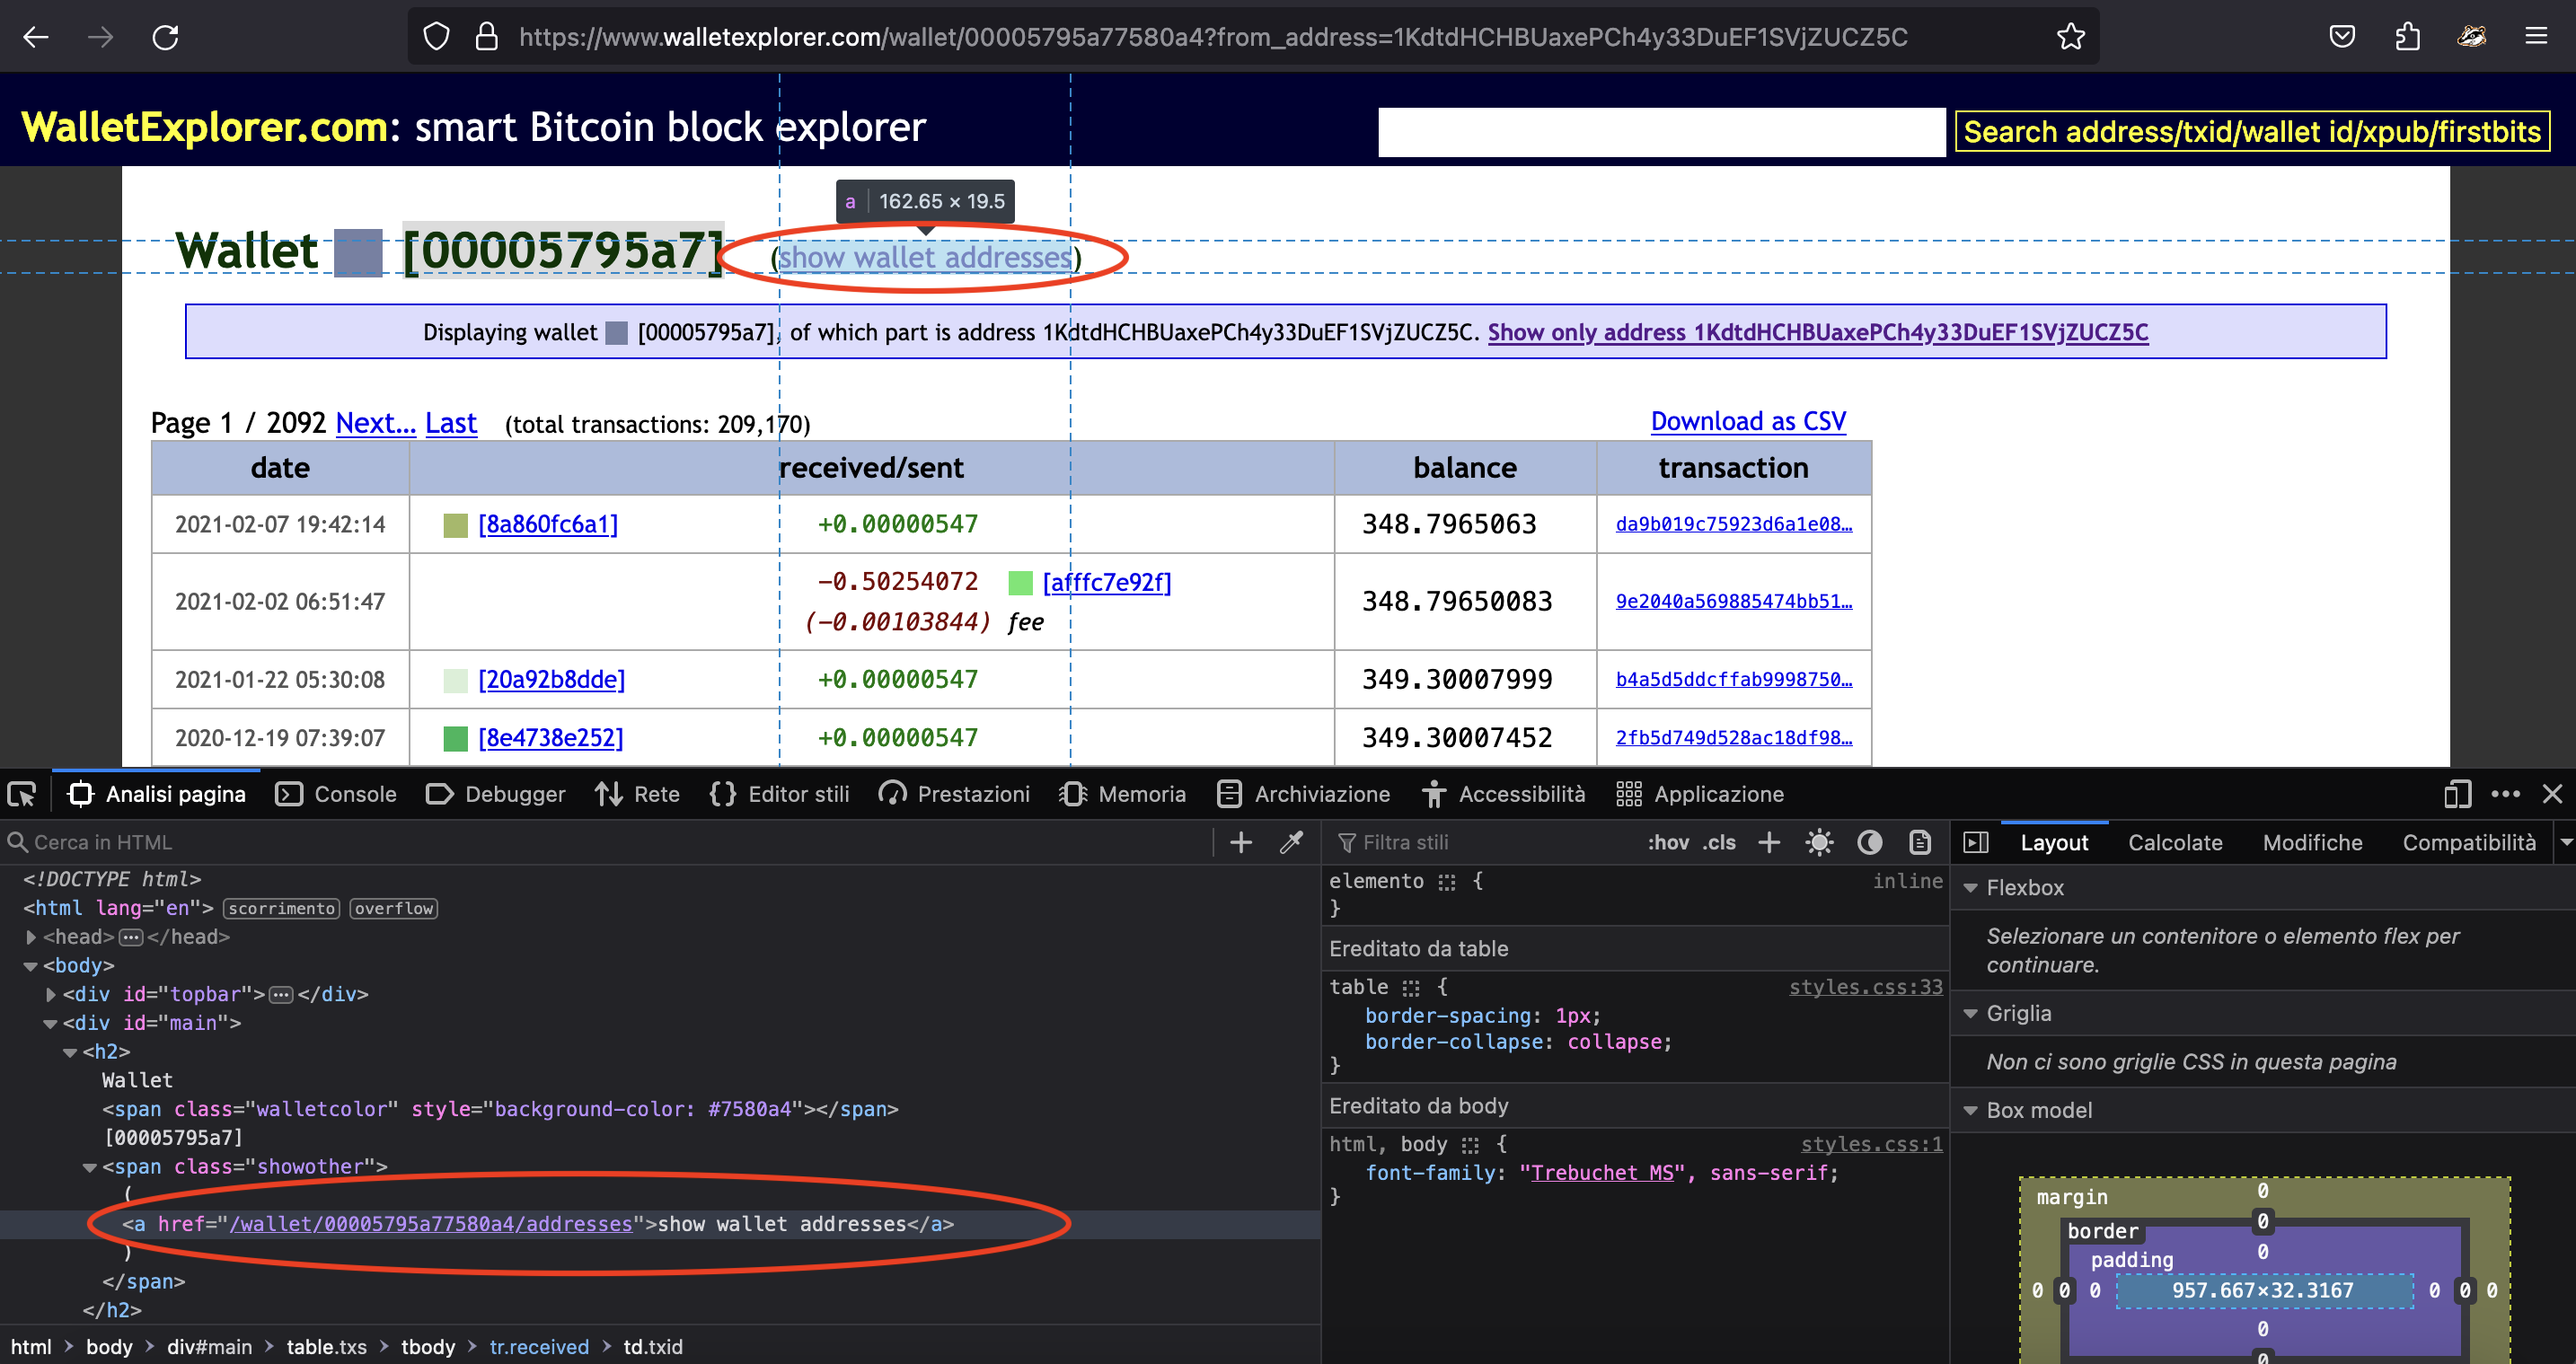 https://www.walletexplorer.com/wallet/00005795a77580a4?from_address=1KdtdHCHBUaxePCh4y33DuEF1SVjZUCZ5C
WalletExplorer.com: smart Bitcoin block explorer
Search address/txid/wallet id/xpub/firstbits
a 162.65 × 19.5
Wallet [00005795a7] (show wallet addresses)
Displaying wallet [00005795a7], of which part is address 1KdtdHCHBUaxePCh4y33DuEF1SVjZUCZ5C. Show only address 1KdtdHCHBUaxePCh4y33DuEF1SVjZUCZ5C
Page 1 / 2092 Next... Last (total transactions: 209,170)
Download as CSV
date received/sent balance transaction
2021-02-07 19:42:14 [8a860fc6a1] +0.00000547 348.7965063 da9b019c75923d6a1e08…
2021-02-02 06:51:47 -0.50254072 [afffc7e92f] 348.79650083 9e2040a569885474bb51…
(-0.00103844) fee
2021-01-22 05:30:08 [20a92b8dde] +0.00000547 349.30007999 b4a5d5ddcffab9998750…
2020-12-19 07:39:07 [8e4738e252] +0.00000547 349.30007452 2fb5d749d528ac18df98…
Analisi pagina Console Debugger Rete Editor stili Prestazioni Memoria Archiviazione Accessibilità Applicazione
Cerca in HTML
<!DOCTYPE html>
<html lang="en"> scorrimento overflow
<head> ••• </head>
<body>
<div id="topbar"> ••• </div>
<div id="main">
<h2>
Wallet
<span class="walletcolor" style="background-color: #7580a4"></span>
[00005795a7]
<span class="showother">
(
<a href="/wallet/00005795a77580a4/addresses">show wallet addresses</a>
)
</span>
</h2>
html > body > div#main > table.txs > tbody > tr.received > td.txid
Filtra stili
:hov .cls +
elemento { inline
}
Ereditato da table
table { styles.css:33
border-spacing: 1px;
border-collapse: collapse;
}
Ereditato da body
html, body { styles.css:1
font-family: "Trebuchet MS", sans-serif;
}
Layout Calcolate Modifiche Compatibilità
Flexbox
Selezionare un contenitore o elemento flex per
continuare.
Griglia
Non ci sono griglie CSS in questa pagina
Box model
margin 0
border 0
padding 0
0 0 0 957.667×32.3167 0 0 0
0
0